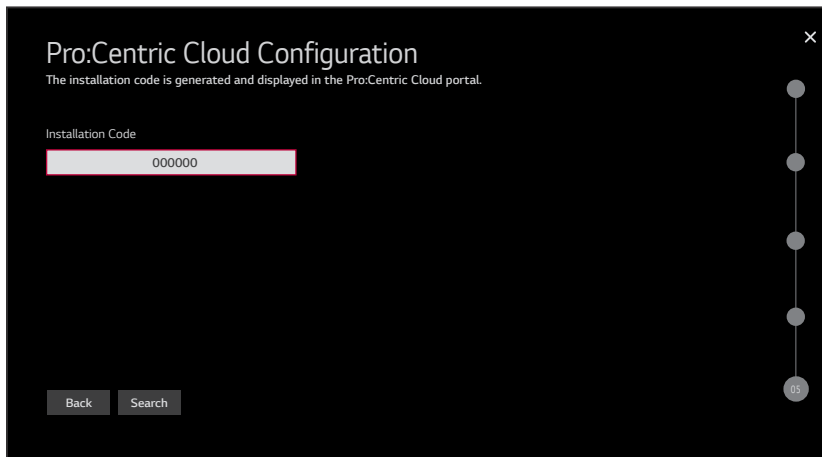 Pro:Centric Cloud Configuration
The installation code is generated and displayed in the Pro:Centric Cloud portal.
Installation Code
000000
05
Back Search